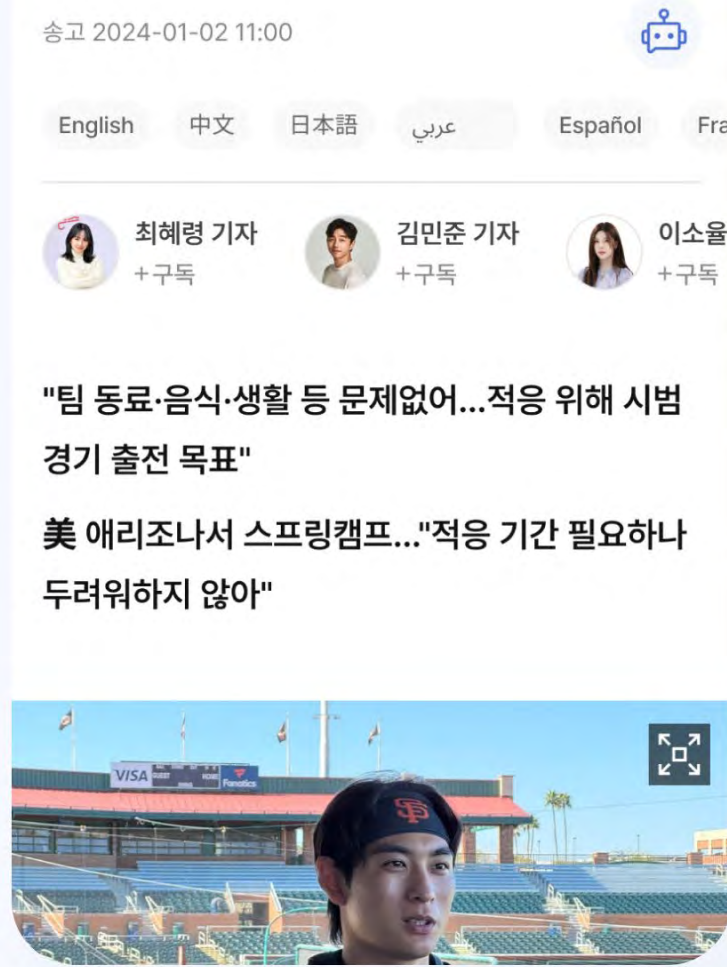 송고 2024-01-02 11:00
English 中文 日本語 عربي Español Fra
최혜령 기자 김민준 기자 이소율
+구독 +구독 +구독
"팀 동료·음식·생활 등 문제없어...적응 위해 시범
경기 출전 목표"
美 애리조나서 스프링캠프..."적응 기간 필요하나
두려워하지 않아"
VISA GUEST HOME Fanatics
SF